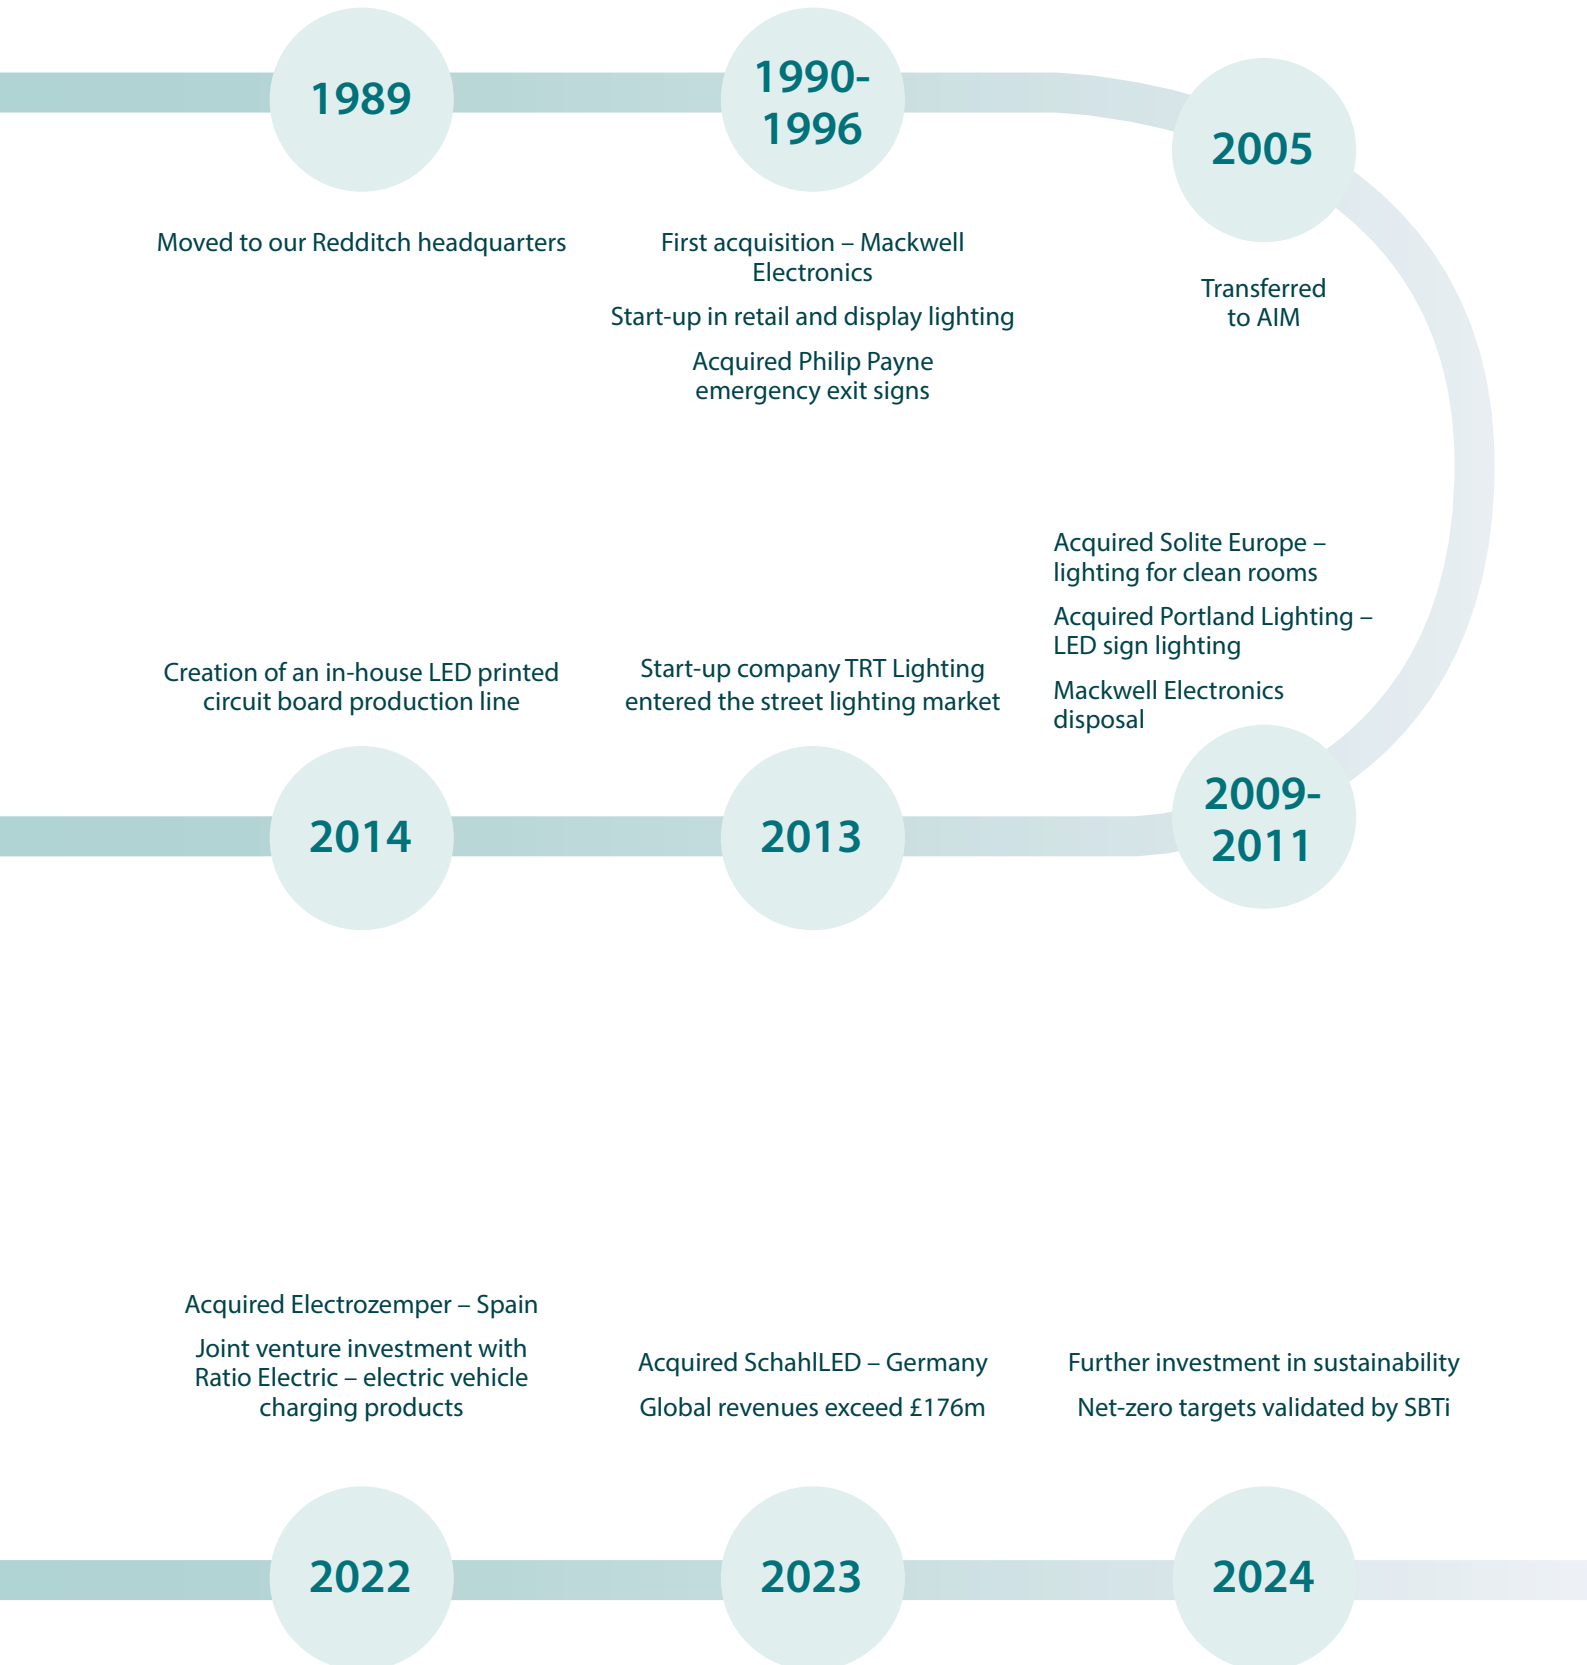 1989
Moved to our Redditch headquarters
1990-
1996
First acquisition – Mackwell
Electronics
Start-up in retail and display lighting
Acquired Philip Payne
emergency exit signs
2005
Transferred
to AIM
Acquired Solite Europe –
lighting for clean rooms
Acquired Portland Lighting –
LED sign lighting
Mackwell Electronics
disposal
2009-
2011
Start-up company TRT Lighting
entered the street lighting market
2013
Creation of an in-house LED printed
circuit board production line
2014
Acquired Electrozemper – Spain
Joint venture investment with
Ratio Electric – electric vehicle
charging products
2022
Acquired SchahlLED – Germany
Global revenues exceed £176m
2023
Further investment in sustainability
Net-zero targets validated by SBTi
2024